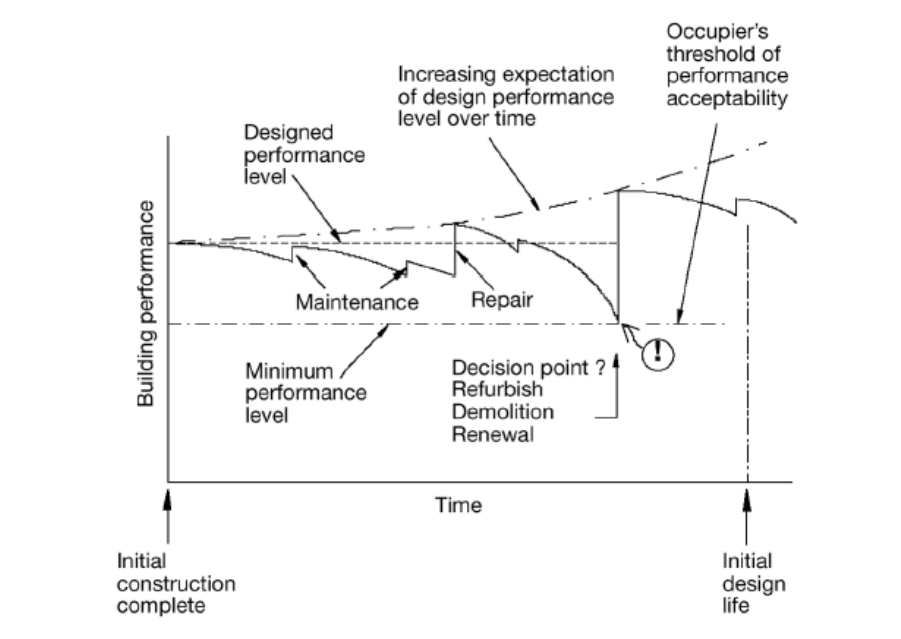 Occupier's
threshold of
performance
acceptability
Increasing expectation
of design performance
level over time
Designed
performance
level
Building performance
Maintenance
Repair
Minimum
performance
level
Decision point ?
Refurbish
Demolition
Renewal
!
Time
Initial
construction
complete
Initial
design
life